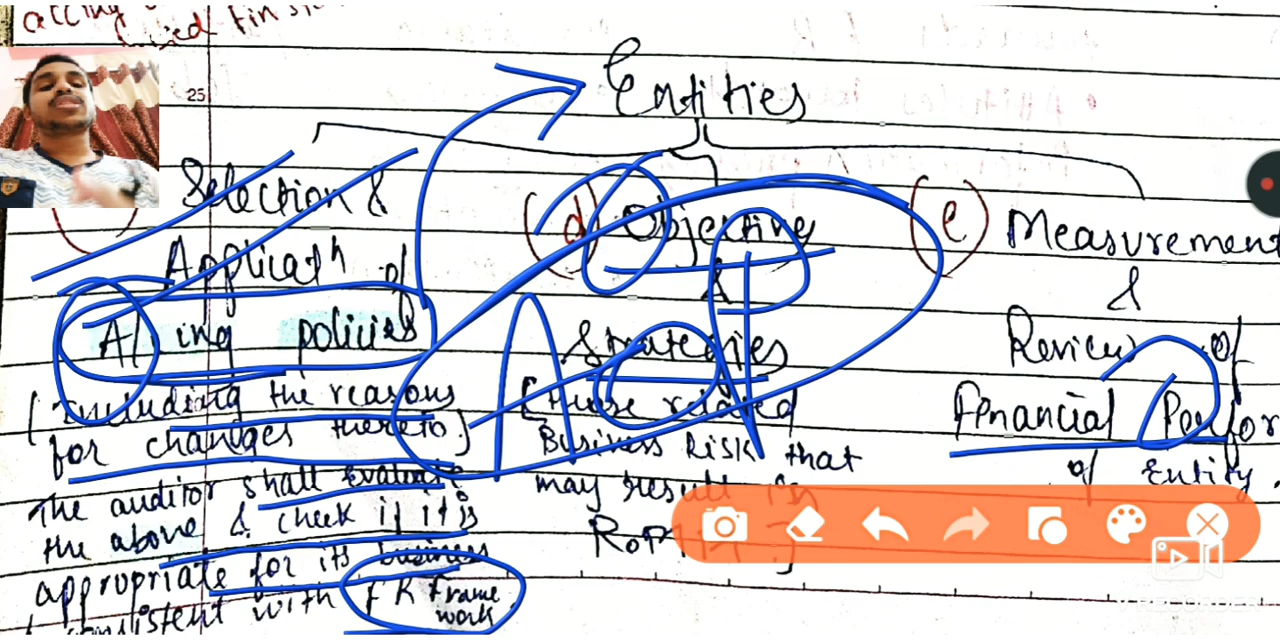 25
Entities
Selection &
Applicatn of
A/ing policies
(including the reasons
for changes thereto)
The auditor shall evaluate
the above & check if it is
appropriate for its business
consistent with FR Frame
work
(d) Objective
&
Strategies
[those related
Business Risk that
may result in
(e) Measurement
&
Review of
Financial Perfor
of Entity.